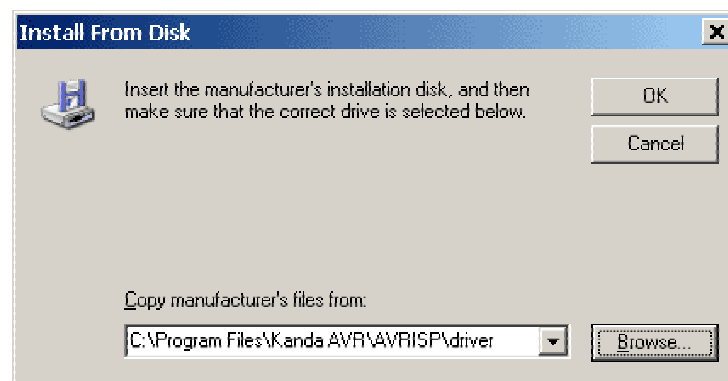 Install From Disk
Insert the manufacturer's installation disk, and then
make sure that the correct drive is selected below.
OK
Cancel
Copy manufacturer's files from:
C:\Program Files\Kanda AVR\AVRISP\driver
Browse...